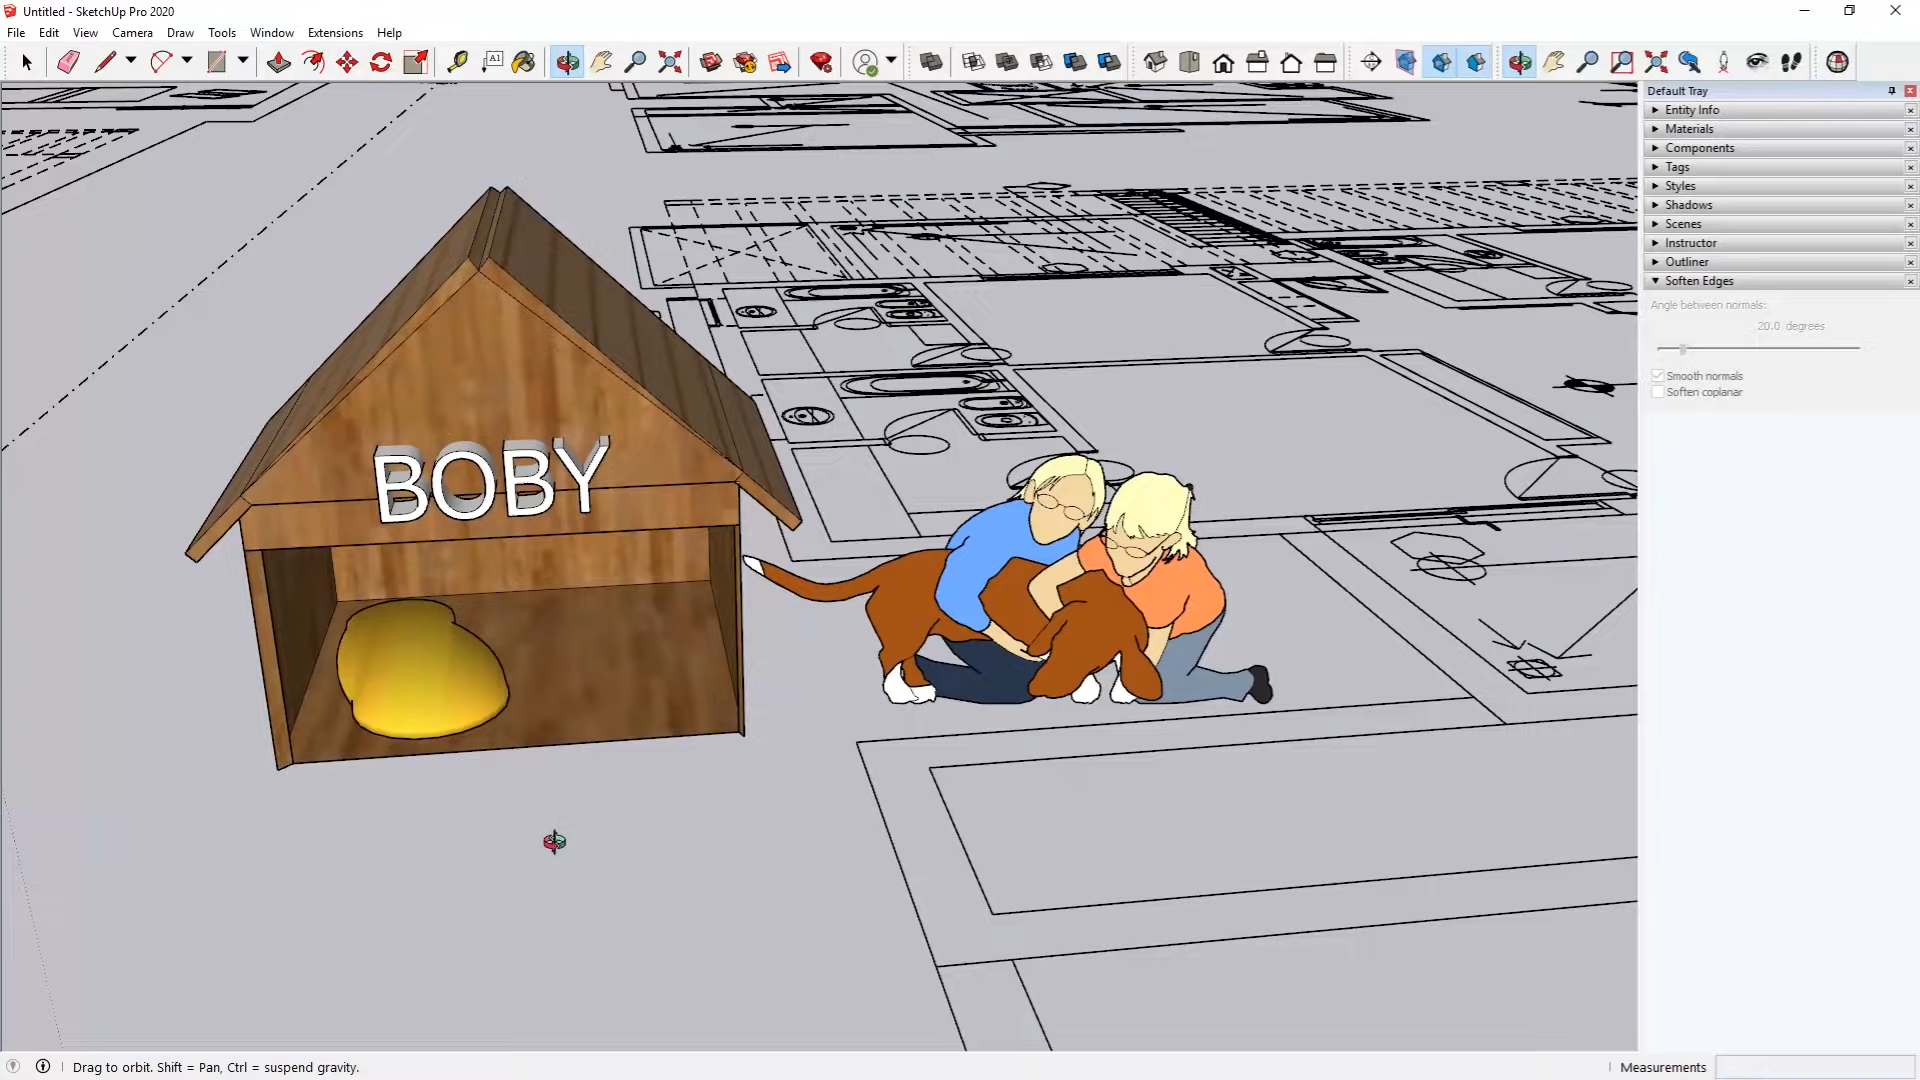 Untitled - SketchUp Pro 2020
File Edit View Camera Draw Tools Window Extensions Help
A1
Default Tray
Entity Info
Materials
Components
Tags
Styles
Shadows
Scenes
Instructor
Outliner
Soften Edges
Angle between normals:
20.0 degrees
Smooth normals
Soften coplanar
BOBY
Drag to orbit. Shift = Pan, Ctrl = suspend gravity.
Measurements